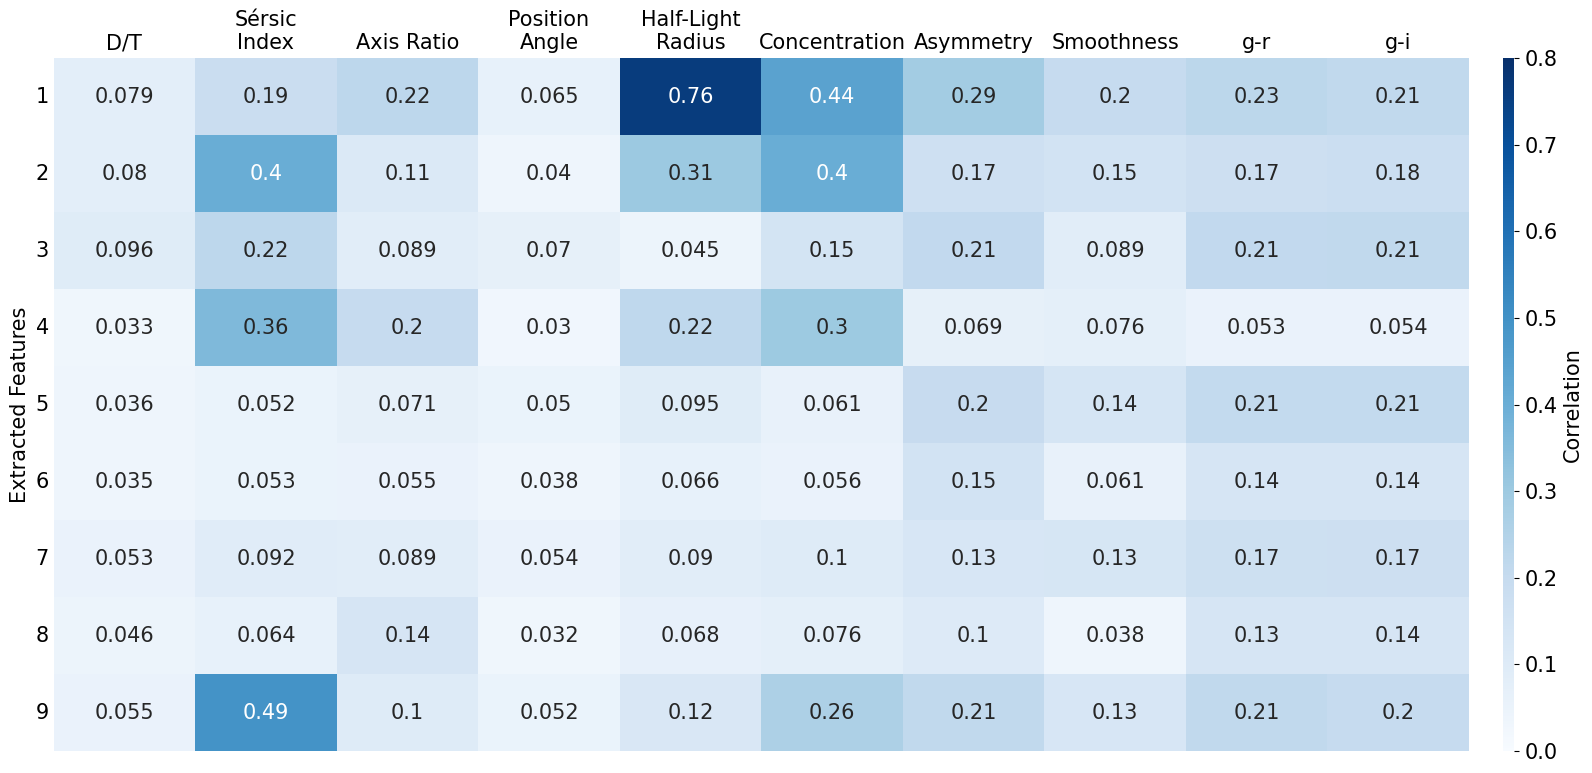 D/T Sérsic Index Axis Ratio Position Angle Half-Light Radius Concentration Asymmetry Smoothness g-r g-i
1 0.079 0.19 0.22 0.065 0.76 0.44 0.29 0.2 0.23 0.21
2 0.08 0.4 0.11 0.04 0.31 0.4 0.17 0.15 0.17 0.18
3 0.096 0.22 0.089 0.07 0.045 0.15 0.21 0.089 0.21 0.21
4 0.033 0.36 0.2 0.03 0.22 0.3 0.069 0.076 0.053 0.054
5 0.036 0.052 0.071 0.05 0.095 0.061 0.2 0.14 0.21 0.21
6 0.035 0.053 0.055 0.038 0.066 0.056 0.15 0.061 0.14 0.14
7 0.053 0.092 0.089 0.054 0.09 0.1 0.13 0.13 0.17 0.17
8 0.046 0.064 0.14 0.032 0.068 0.076 0.1 0.038 0.13 0.14
9 0.055 0.49 0.1 0.052 0.12 0.26 0.21 0.13 0.21 0.2
Extracted Features
0.8
0.7
0.6
0.5
0.4
0.3
0.2
0.1
0.0
Correlation